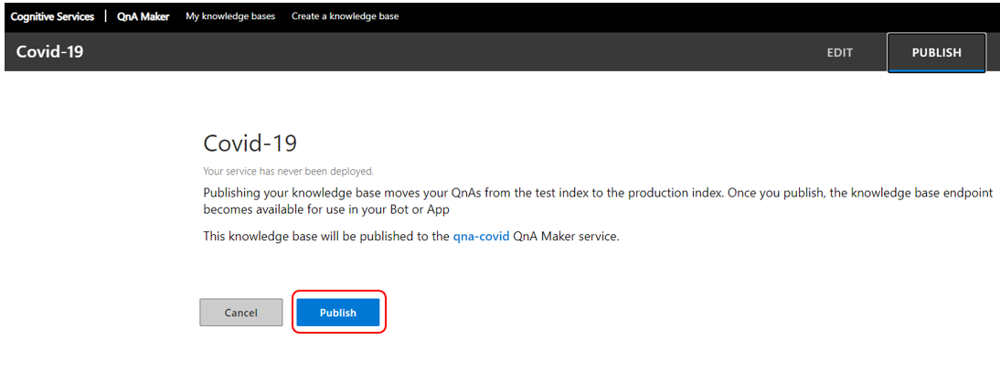 Cognitive Services | QnA Maker My knowledge bases Create a knowledge base
Covid-19 EDIT PUBLISH
Covid-19
Your service has never been deployed.
Publishing your knowledge base moves your QnAs from the test index to the production index. Once you publish, the knowledge base endpoint
becomes available for use in your Bot or App
This knowledge base will be published to the qna-covid QnA Maker service.
Cancel Publish